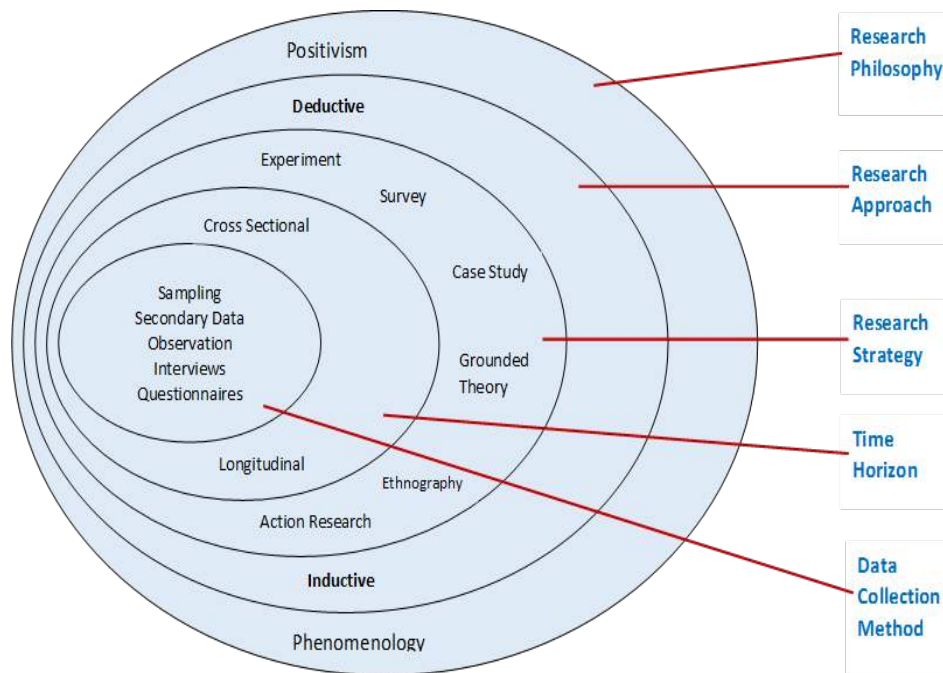 Positivism
Deductive
Experiment
Survey
Cross Sectional
Case Study
Sampling
Secondary Data
Observation
Interviews
Questionnaires
Grounded
Theory
Longitudinal
Ethnography
Action Research
Inductive
Phenomenology
Research
Philosophy
Research
Approach
Research
Strategy
Time
Horizon
Data
Collection
Method